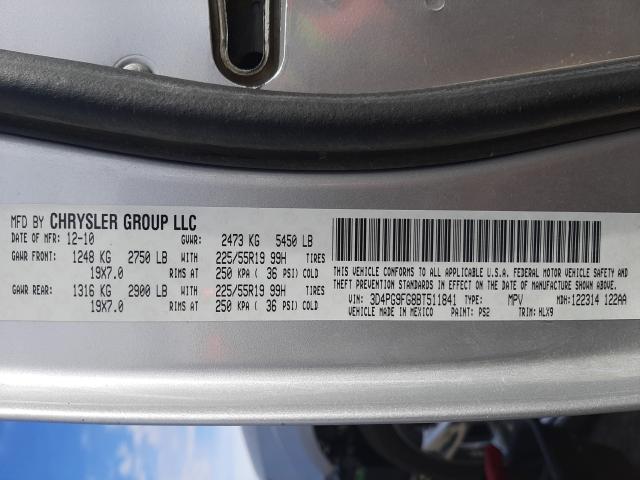 MFD BY CHRYSLER GROUP LLC
DATE OF MFR: 12-10 GVWR: 2473 KG 5450 LB
GAWR FRONT: 1248 KG 2750 LB WITH 225/55R19 99H TIRES
19X7.0 RIMS AT 250 KPA ( 36 PSI) COLD
GAWR REAR: 1316 KG 2900 LB WITH 225/55R19 99H TIRES
19X7.0 RIMS AT 250 KPA ( 36 PSI) COLD
THIS VEHICLE CONFORMS TO ALL APPLICABLE U.S.A. FEDERAL MOTOR VEHICLE SAFETY AND
THEFT PREVENTION STANDARDS IN EFFECT ON THE DATE OF MANUFACTURE SHOWN ABOVE.
VIN: 3D4PG9FG8BT511841 TYPE: MPV MDH:122314 122AA
VEHICLE MADE IN MEXICO PAINT: PS2 TRIM: HLX9